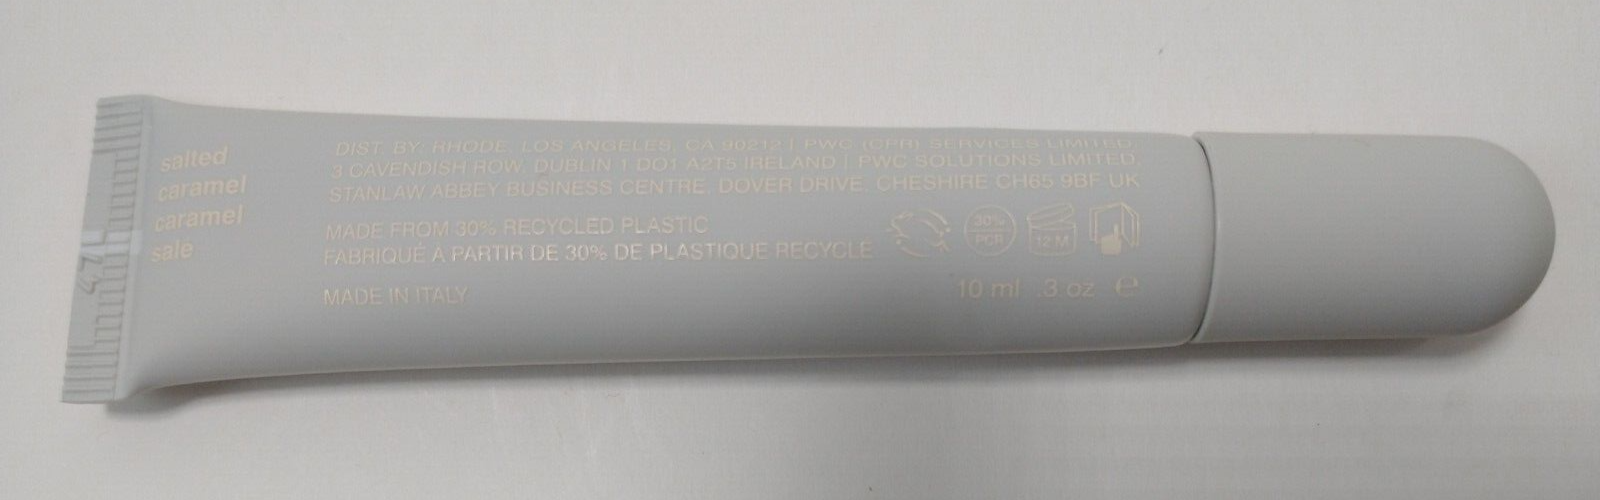 salted
caramel
caramel
sale
DIST. BY: RHODE, LOS ANGELES, CA 90212 | PWC (CPR) SERVICES LIMITED,
3 CAVENDISH ROW, DUBLIN 1 D01 A2T5 IRELAND | PWC SOLUTIONS LIMITED,
STANLAW ABBEY BUSINESS CENTRE, DOVER DRIVE, CHESHIRE CH65 9BF UK
MADE FROM 30% RECYCLED PLASTIC
FABRIQUÉ À PARTIR DE 30% DE PLASTIQUE RECYCLÉ
30%
PCR
12 M
MADE IN ITALY
10 ml .3 oz ℮